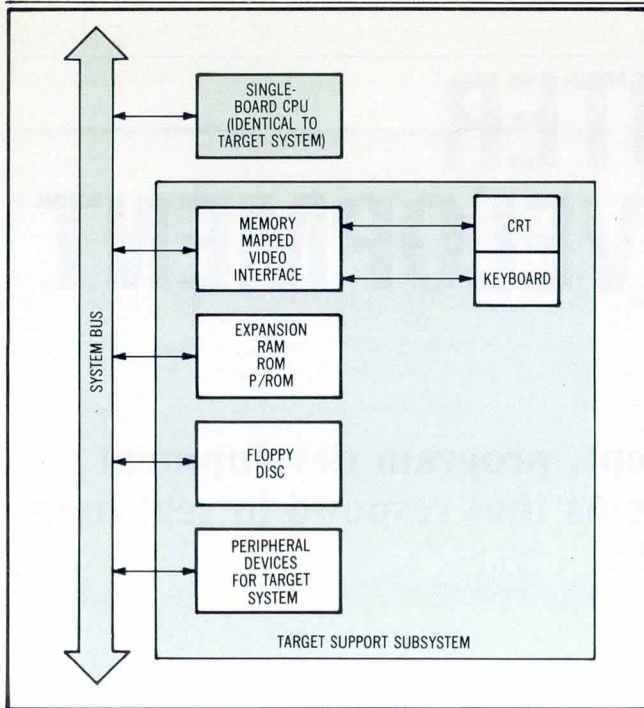 SINGLE-
BOARD CPU
(IDENTICAL TO
TARGET SYSTEM)
MEMORY
MAPPED
VIDEO
INTERFACE
CRT
KEYBOARD
SYSTEM BUS
EXPANSION
RAM
ROM
P/ROM
FLOPPY
DISC
PERIPHERAL
DEVICES
FOR TARGET
SYSTEM
TARGET SUPPORT SUBSYSTEM